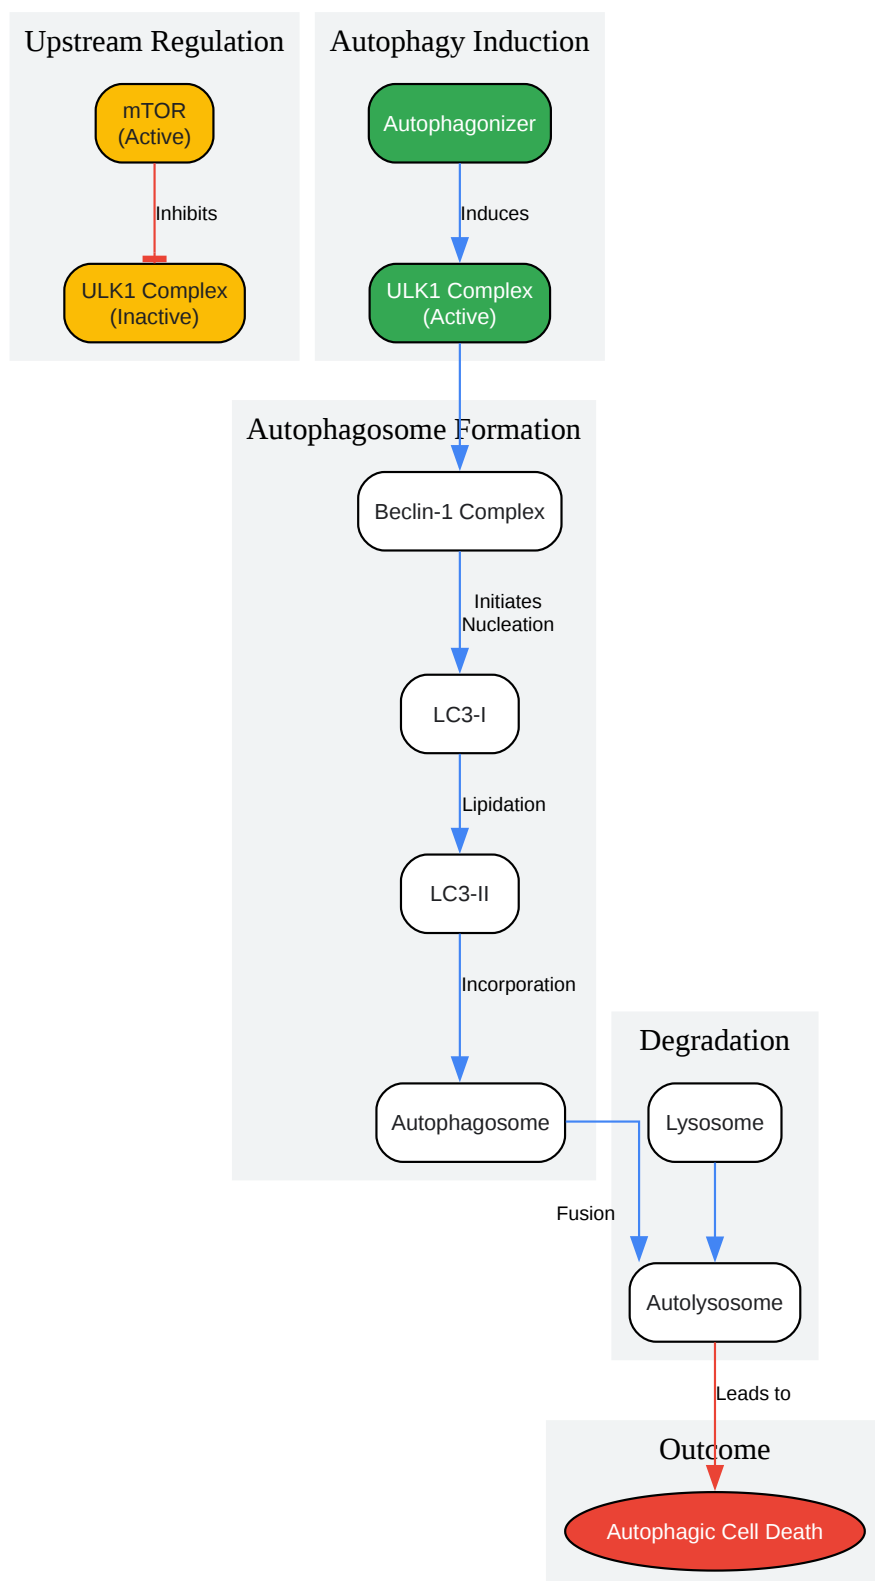 Upstream Regulation
mTOR
(Active)
Inhibits
ULK1 Complex
(Inactive)
Autophagy Induction
Autophagonizer
Induces
ULK1 Complex
(Active)
Autophagosome Formation
Beclin-1 Complex
Initiates
Nucleation
LC3-I
Lipidation
LC3-II
Incorporation
Autophagosome
Fusion
Degradation
Lysosome
Autolysosome
Leads to
Outcome
Autophagic Cell Death